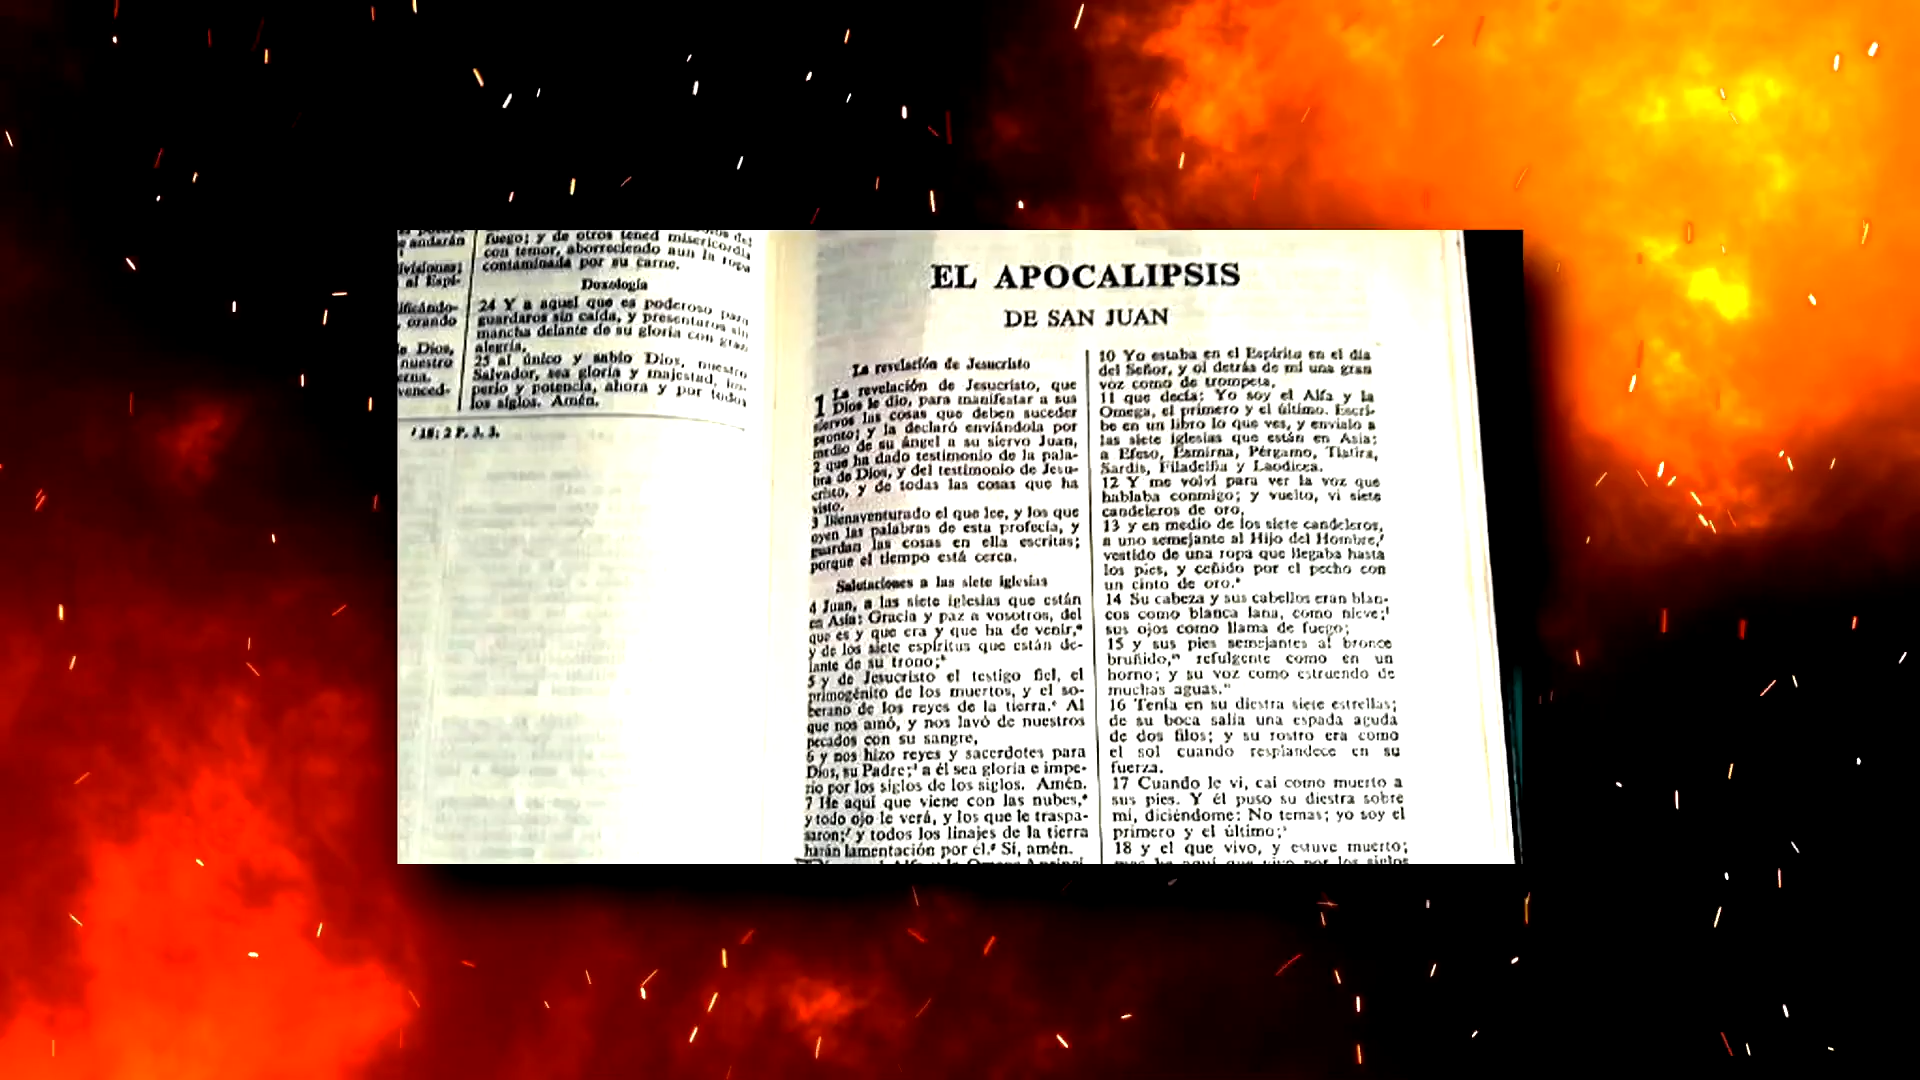 e andarán
ivisiones;
al Espí-
ificándo-
, orando
e Dios,
nuestro
erna.
venced-
fuego; y de otros tened misericordia
con temor, aborreciendo aun la ropa
contaminada por su carne.
Doxología
24 Y a aquel que es poderoso para
guardaros sin caída, y presentaros sin
mancha delante de su gloria con gran
alegría,
25 al único y sabio Dios, nuestro
Salvador, sea gloria y majestad, im-
perio y potencia, ahora y por todos
los siglos. Amén.
18; 2 P. 3. 3.
EL APOCALIPSIS
DE SAN JUAN
La revelación de Jesucristo
1 La revelación de Jesucristo, que
Dios le dio, para manifestar a sus
siervos las cosas que deben suceder
pronto; y la declaró enviándola por
medio de su ángel a su siervo Juan,
2 que ha dado testimonio de la pala-
bra de Dios, y del testimonio de Jesu-
cristo, y de todas las cosas que ha
visto.
3 Bienaventurado el que lee, y los que
oyen las palabras de esta profecía, y
guardan las cosas en ella escritas;
porque el tiempo está cerca.
Salutaciones a las siete iglesias
4 Juan, a las siete iglesias que están
en Asia: Gracia y paz a vosotros, del
que es y que era y que ha de venir,
y de los siete espíritus que están de-
lante de su trono;
5 y de Jesucristo el testigo fiel, el
primogénito de los muertos, y el so-
berano de los reyes de la tierra. Al
que nos amó, y nos lavó de nuestros
pecados con su sangre,
6 y nos hizo reyes y sacerdotes para
Dios, su Padre; a él sea gloria e impe-
rio por los siglos de los siglos. Amén.
7 He aquí que viene con las nubes,
y todo ojo le verá, y los que le traspa-
saron; y todos los linajes de la tierra
harán lamentación por él. Sí, amén.
10 Yo estaba en el Espíritu en el día
del Señor, y oí detrás de mí una gran
voz como de trompeta,
11 que decía: Yo soy el Alfa y la
Omega, el primero y el último. Escri-
be en un libro lo que ves, y envíalo a
las siete iglesias que están en Asia:
a Efeso, Esmirna, Pérgamo, Tiatira,
Sardis, Filadelfia y Laodicea.
12 Y me volví para ver la voz que
hablaba conmigo; y vuelto, vi siete
candeleros de oro,
13 y en medio de los siete candeleros,
a uno semejante al Hijo del Hombre,
vestido de una ropa que llegaba hasta
los pies, y ceñido por el pecho con
un cinto de oro.
14 Su cabeza y sus cabellos eran blan-
cos como blanca lana, como nieve;
sus ojos como llama de fuego;
15 y sus pies semejantes al bronce
bruñido, refulgente como en un
horno; y su voz como estruendo de
muchas aguas.
16 Tenía en su diestra siete estrellas;
de su boca salía una espada aguda
de dos filos; y su rostro era como
el sol cuando resplandece en su
fuerza.
17 Cuando le vi, caí como muerto a
sus pies. Y él puso su diestra sobre
mí, diciéndome: No temas; yo soy el
primero y el último;
18 y el que vivo, y estuve muerto;